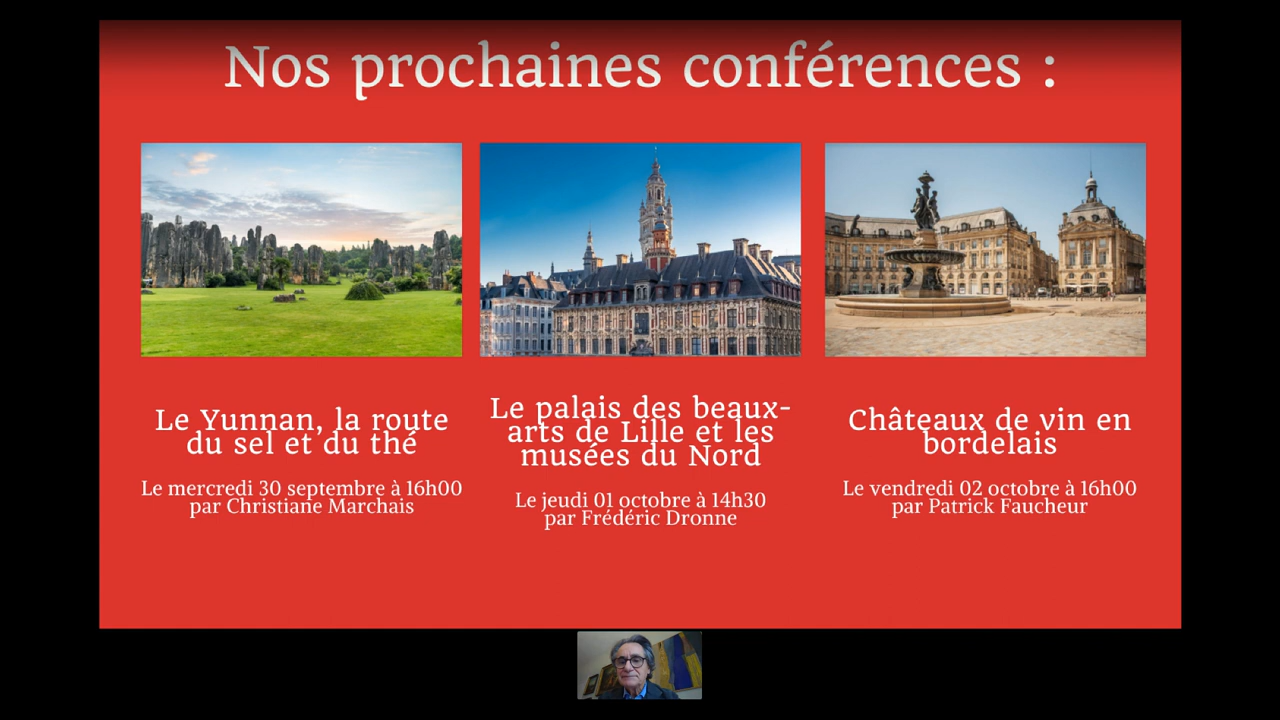 Nos prochaines conférences :
Le Yunnan, la route
du sel et du thé
Le mercredi 30 septembre à 16h00
par Christiane Marchais
Le palais des beaux-
arts de Lille et les
musées du Nord
Le jeudi 01 octobre à 14h30
par Frédéric Dronne
Châteaux de vin en
bordelais
Le vendredi 02 octobre à 16h00
par Patrick Faucheur